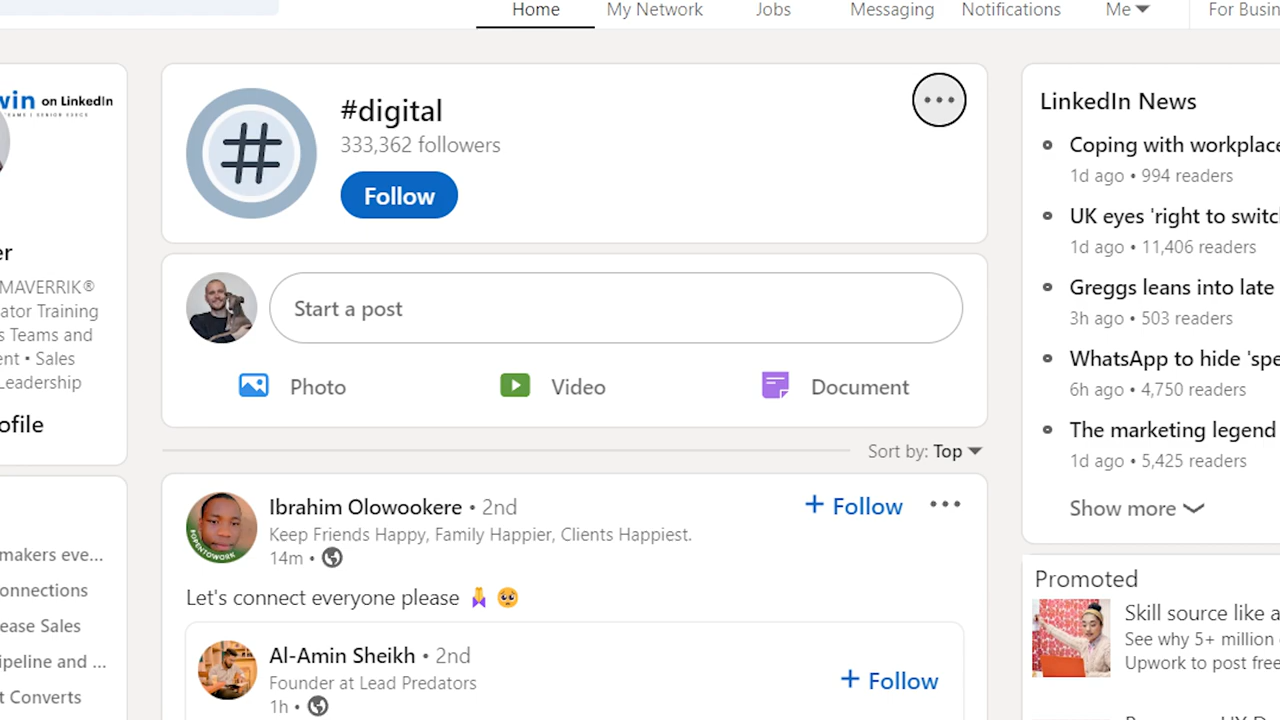 Home
My Network
Jobs
Messaging
Notifications
Me
For Busin
win on LinkedIn
er
MAVERRIK®
ator Training
s Teams and
ent • Sales
Leadership
ofile
makers eve...
onnections
ease Sales
ipeline and ...
t Converts
#digital
333,362 followers
Follow
Start a post
Photo
Video
Document
Sort by: Top
Ibrahim Olowookere • 2nd
Keep Friends Happy, Family Happier, Clients Happiest.
14m •
+ Follow
#OPENTOWORK
Let's connect everyone please
Al-Amin Sheikh • 2nd
Founder at Lead Predators
1h •
+ Follow
LinkedIn News
Coping with workplace
1d ago • 994 readers
UK eyes 'right to switc
1d ago • 11,406 readers
Greggs leans into late
3h ago • 503 readers
WhatsApp to hide 'spe
6h ago • 4,750 readers
The marketing legend
1d ago • 5,425 readers
Show more
Promoted
Skill source like a
See why 5+ million
Upwork to post free